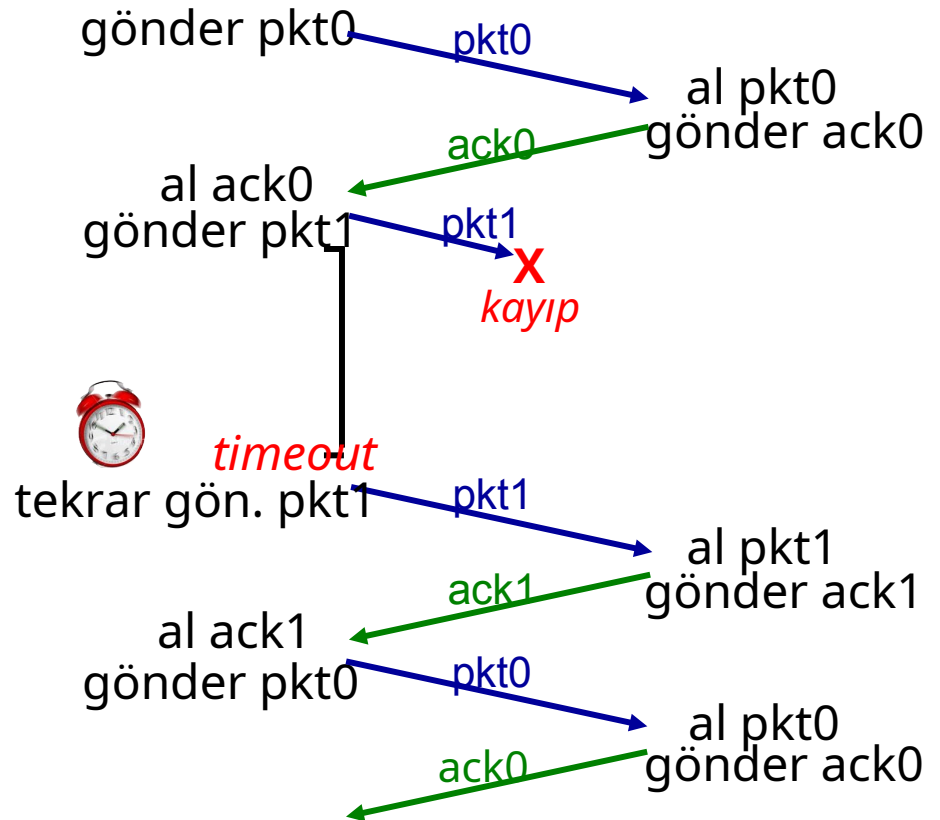 gönder pkt0
pkt0
al pkt0
gönder ack0
ack0
al ack0
gönder pkt1
pkt1
X
kayıp
timeout
tekrar gön. pkt1
pkt1
al pkt1
gönder ack1
ack1
al ack1
gönder pkt0
pkt0
al pkt0
gönder ack0
ack0